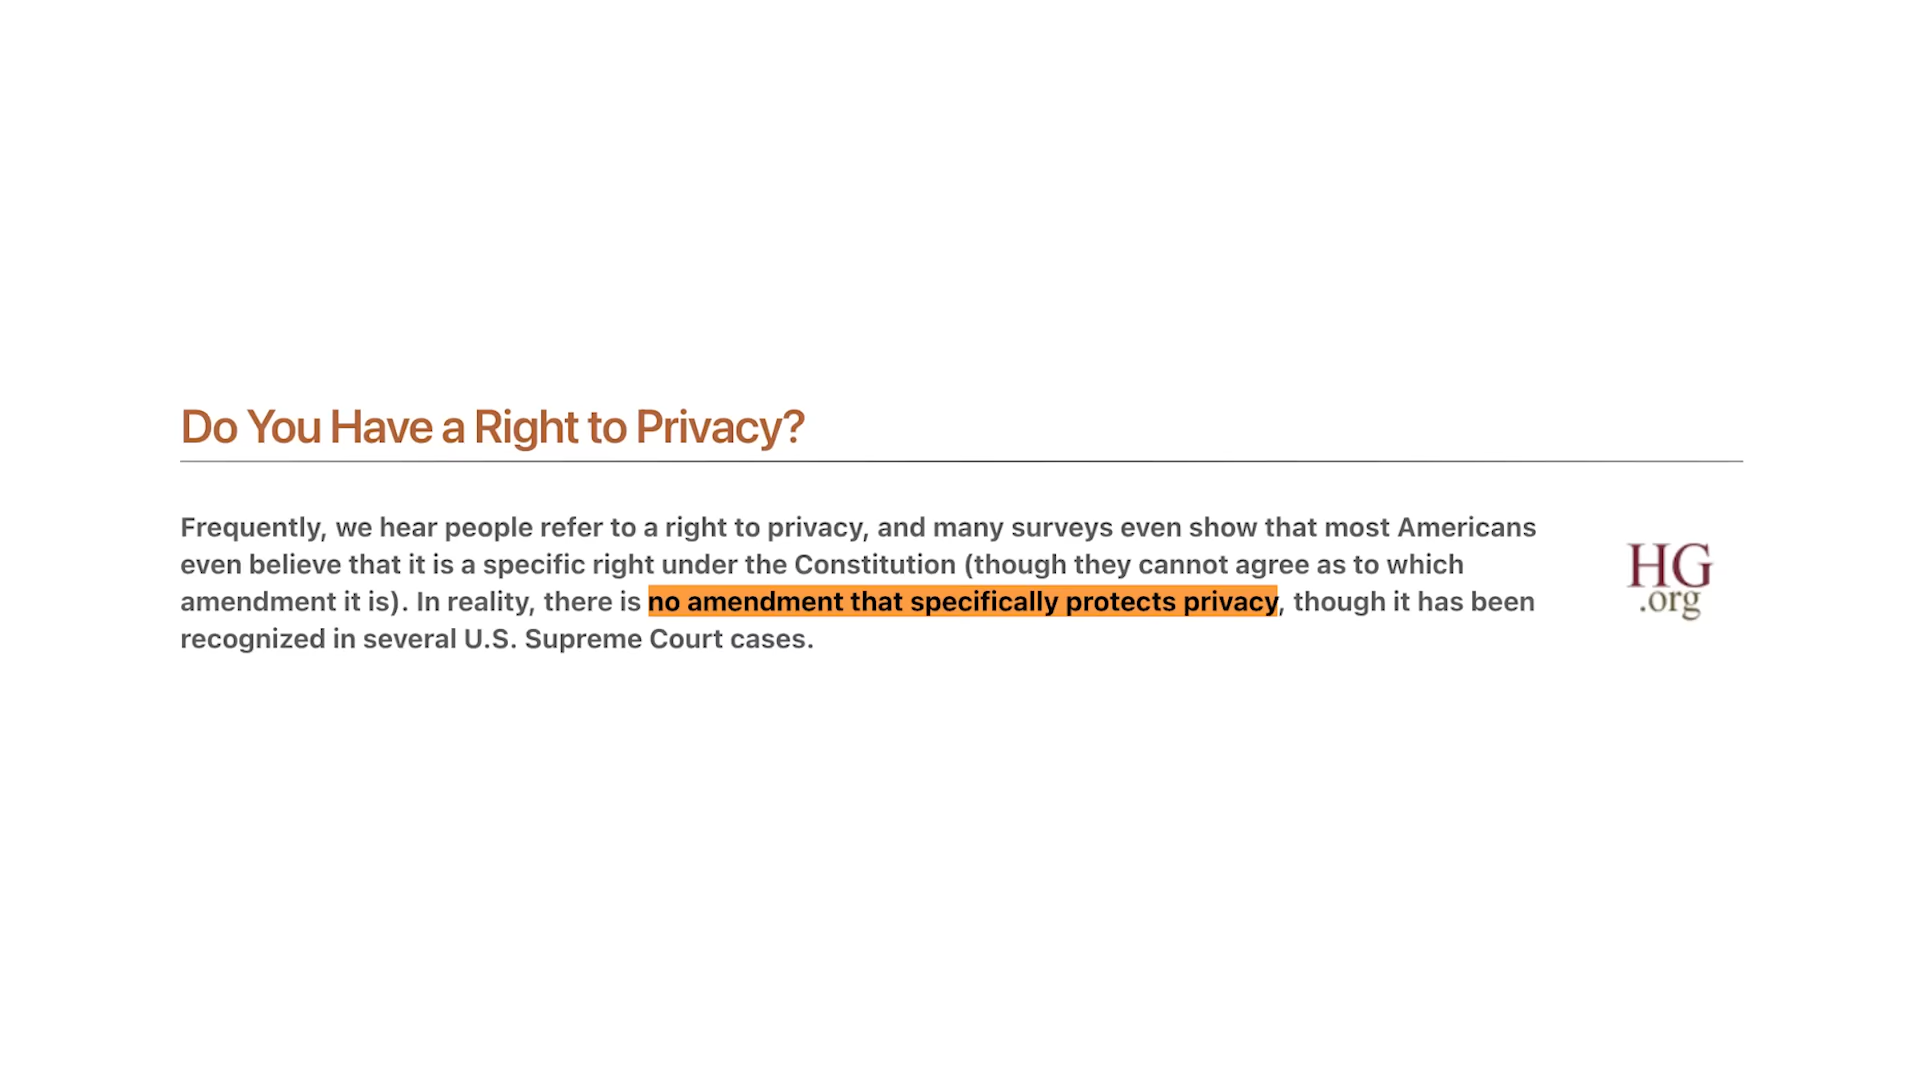 Do You Have a Right to Privacy?
Frequently, we hear people refer to a right to privacy, and many surveys even show that most Americans
even believe that it is a specific right under the Constitution (though they cannot agree as to which
amendment it is). In reality, there is no amendment that specifically protects privacy, though it has been
recognized in several U.S. Supreme Court cases.
HG
.org